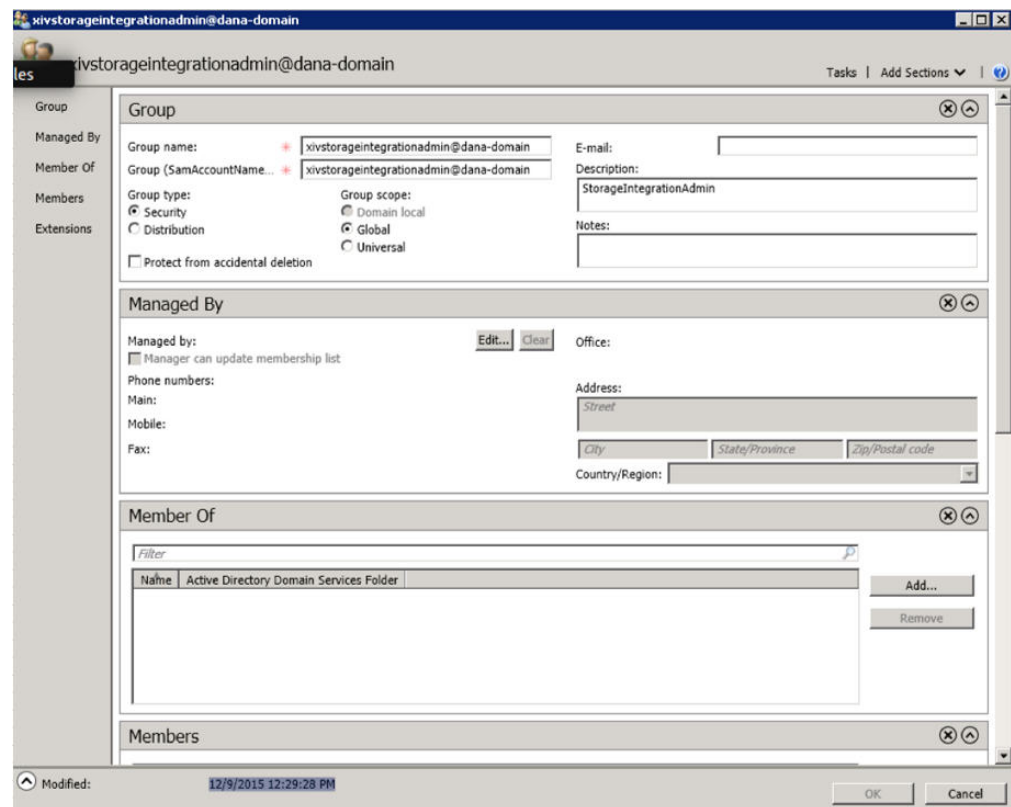 xivstorageintegrationadmin@dana-domain
xivstorageintegrationadmin@dana-domain
les
Tasks | Add Sections |
Group
Managed By
Member Of
Members
Extensions
Group
Group name:
xivstorageintegrationadmin@dana-domain
Group (SamAccountName...
xivstorageintegrationadmin@dana-domain
Group type:
Security
Distribution
Group scope:
Domain local
Global
Universal
Protect from accidental deletion
E-mail:
Description:
StorageIntegrationAdmin
Notes:
Managed By
Managed by:
Edit... Clear
Manager can update membership list
Phone numbers:
Main:
Mobile:
Fax:
Office:
Address:
Street
City State/Province Zip/Postal code
Country/Region:
Member Of
Filter
Name Active Directory Domain Services Folder
Add...
Remove
Members
Modified: 12/9/2015 12:29:28 PM
OK Cancel